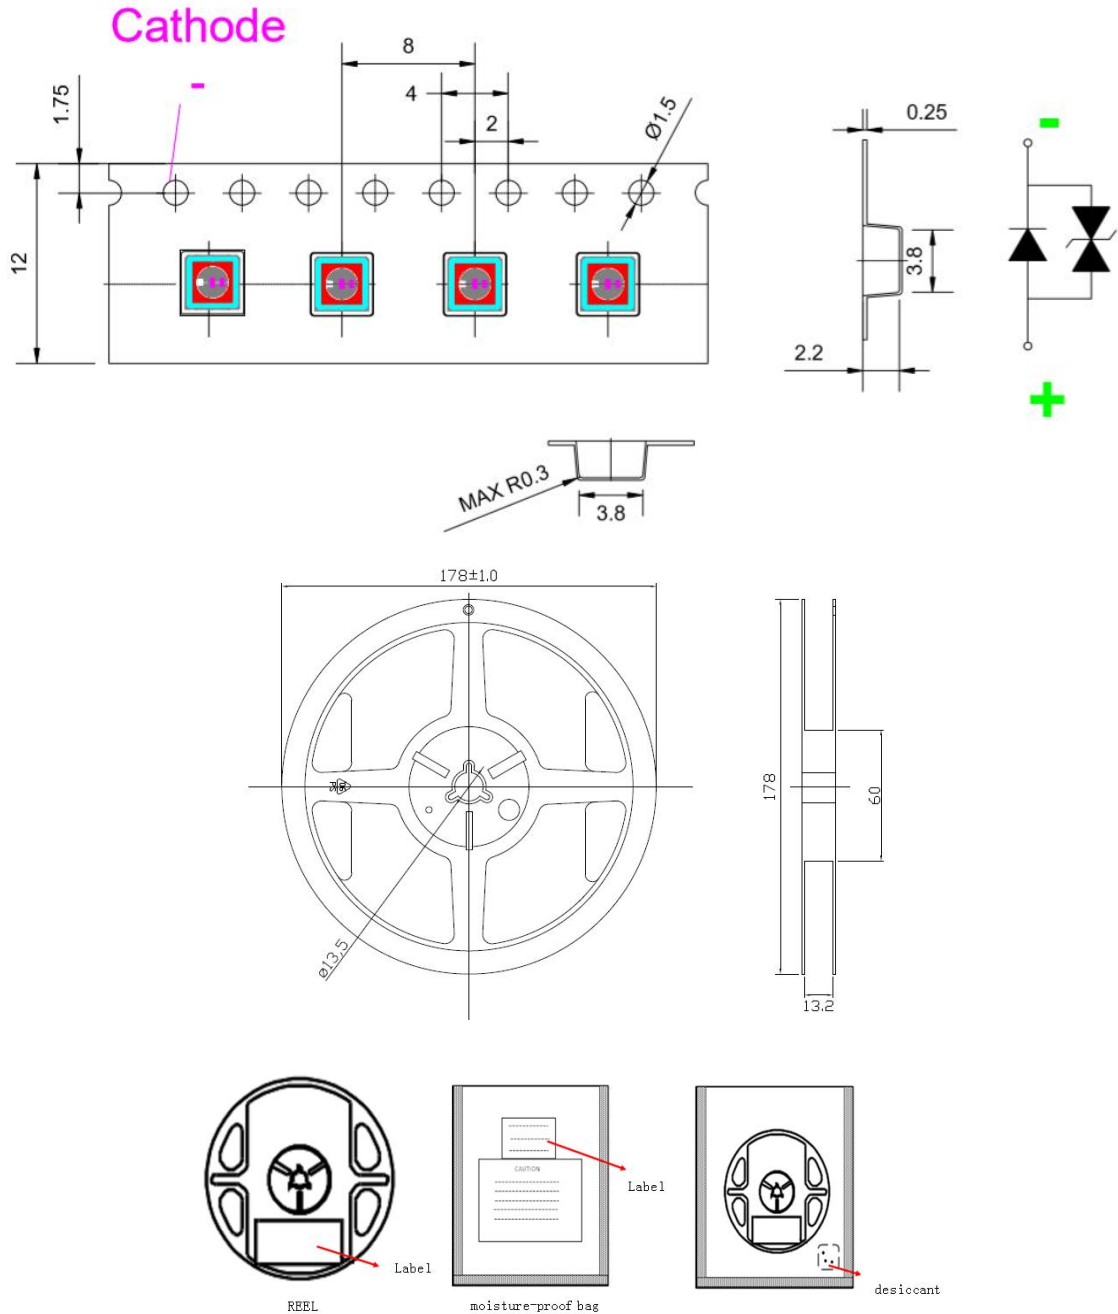 Cathode
-
8
4
2
1.75
Ø1.5
12
0.25
3.8
2.2
-
+
MAX R0.3
3.8
178±1.0
ø13,5
178
60
13.2
Label
REEL
CAUTION
Label
moisture-proof bag
desiccant